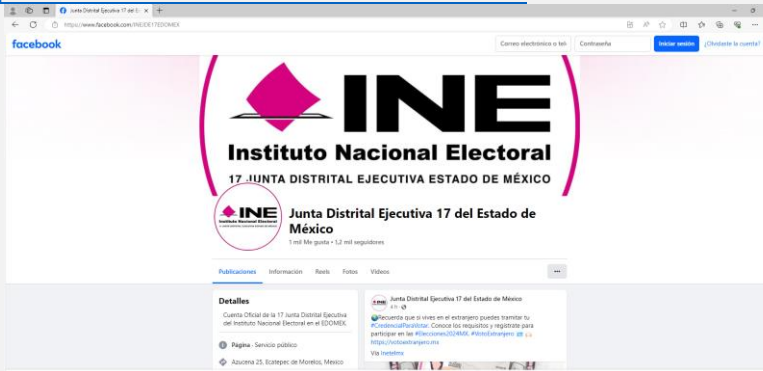 Junta Distrital Ejecutiva 17 del E
https://www.facebook.com/INEJDE17EDOMEX
facebook
Correo electrónico o tel
Contraseña
Iniciar sesión
¿Olvidaste la cuenta?
INE
Instituto Nacional Electoral
17 JUNTA DISTRITAL EJECUTIVA ESTADO DE MÉXICO
INE
Instituto Nacional Electoral
Junta Distrital Ejecutiva 17 del Estado de
México
1 mil Me gusta • 1,2 mil seguidores
Publicaciones Información Reels Fotos Videos
Detalles
Cuenta Oficial de la 17 Junta Distrital Ejecutiva
del Instituto Nacional Electoral en el EDOMEX.
Página · Servicio público
Azucena 25, Ecatepec de Morelos, Mexico
INE
Junta Distrital Ejecutiva 17 del Estado de México
4 h
Recuerda que si vives en el extranjero puedes tramitar tu
#CredencialParaVotar. Conoce los requisitos y regístrate para
participar en las #Elecciones2024MX. #VotoExtranjero
https://votoextranjero.mx
Vía Inetelmx